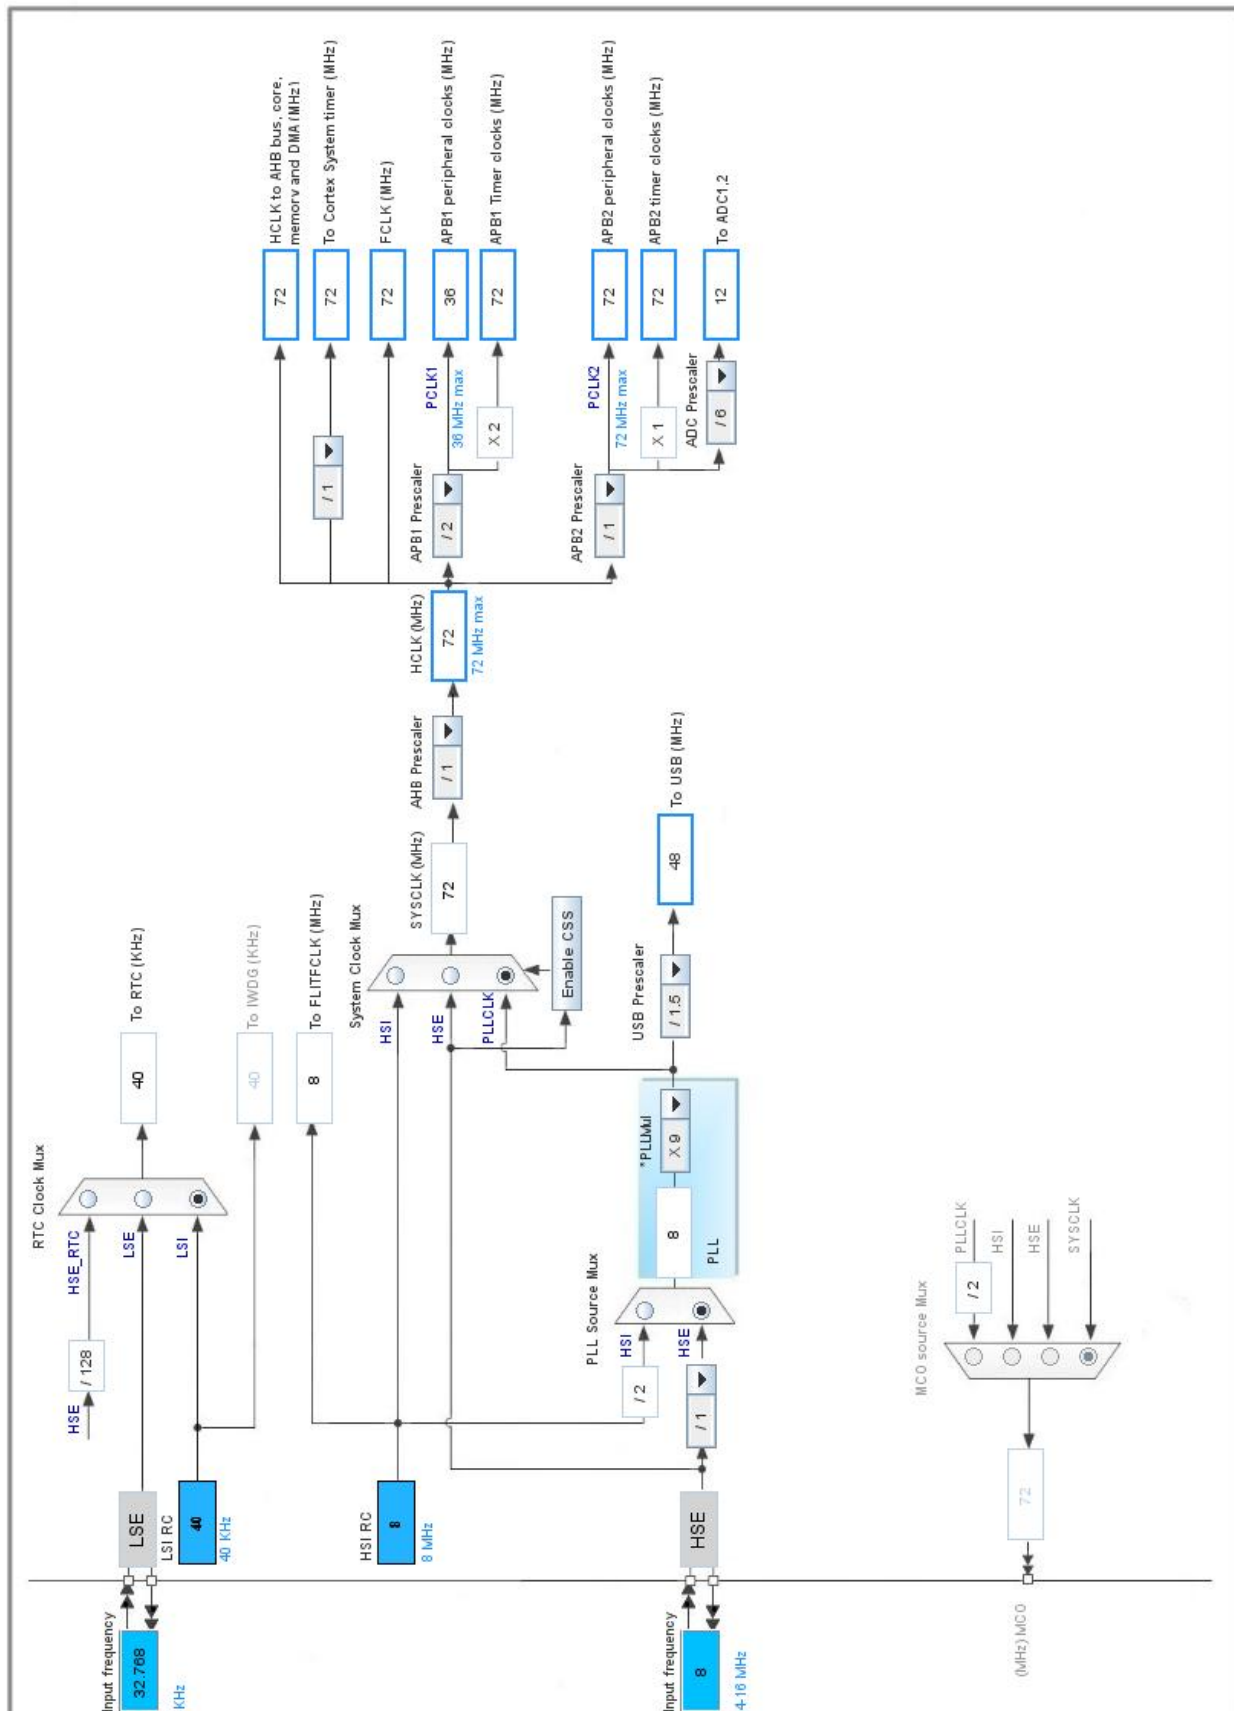 RTC Clock Mux
HSE
/ 128
HSE_RTC
Input frequency
32.768
KHz
LSE
LSE
40
To RTC (KHz)
LSI RC
40
40 KHz
LSI
40
To IWDG (KHz)
8
To FLITFCLK (MHz)
HSI RC
8
8 MHz
System Clock Mux
HSI
HSE
PLLCLK
Enable CSS
SYSCLK (MHz)
72
AHB Prescaler
/ 1
HCLK (MHz)
72
72 MHz max
72
HCLK to AHB bus, core,
memory and DMA (MHz)
/ 1
72
To Cortex System timer (MHz)
72
FCLK (MHz)
APB1 Prescaler
/ 2
PCLK1
36 MHz max
36
APB1 peripheral clocks (MHz)
X 2
72
APB1 Timer clocks (MHz)
APB2 Prescaler
/ 1
PCLK2
72 MHz max
72
APB2 peripheral clocks (MHz)
X 1
72
APB2 timer clocks (MHz)
ADC Prescaler
/ 6
12
To ADC1,2
PLL Source Mux
/ 2
HSI
Input frequency
8
4-16 MHz
HSE
/ 1
HSE
8
*PLLMul
X 9
PLL
USB Prescaler
/ 1.5
48
To USB (MHz)
MCO source Mux
/ 2
PLLCLK
HSI
HSE
SYSCLK
72
(MHz) MCO